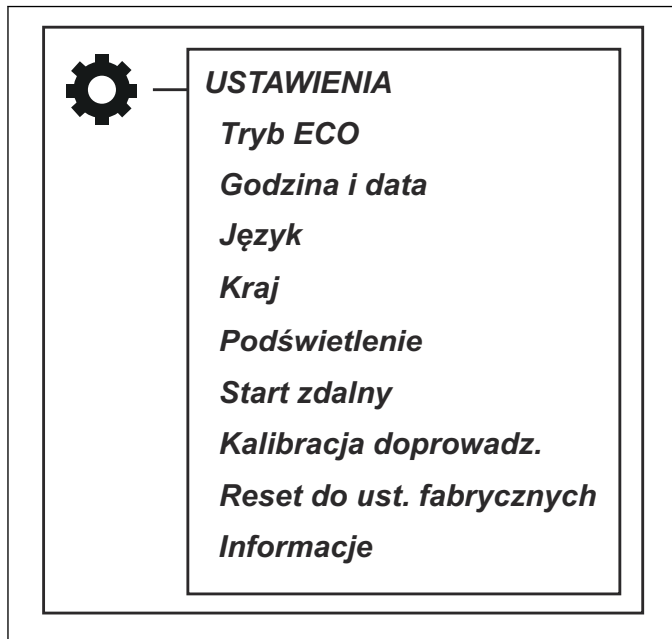 USTAWIENIA
Tryb ECO
Godzina i data
Język
Kraj
Podświetlenie
Start zdalny
Kalibracja doprowadz.
Reset do ust. fabrycznych
Informacje